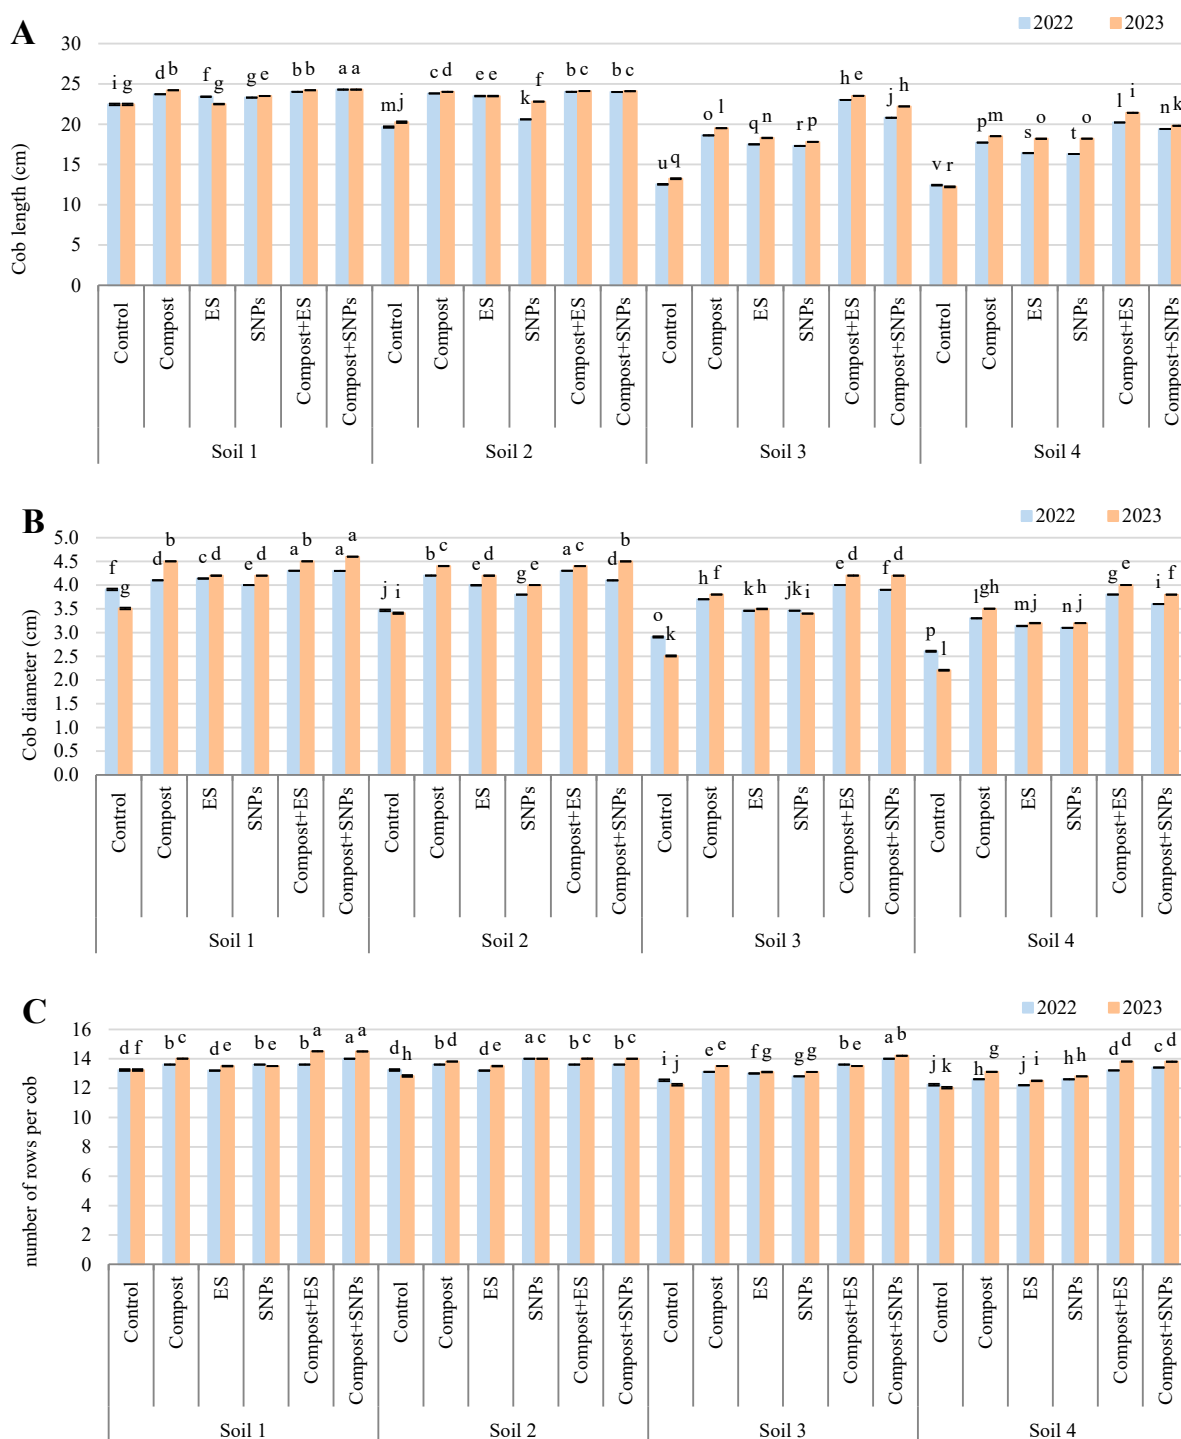 A
2022 2023
30
25
20
15
10
5
0
Cob length (cm)
i g d b f g g e b b a a m j c d e e k f b c b c u q o l q n r p h e j h v r p m s o t o l i n k
Control Compost ES SNPs Compost+ES Compost+SNPs Control Compost ES SNPs Compost+ES Compost+SNPs Control Compost ES SNPs Compost+ES Compost+SNPs Control Compost ES SNPs Compost+ES Compost+SNPs
Soil 1 Soil 2 Soil 3 Soil 4
B
2022 2023
5.0
4.5
4.0
3.5
3.0
2.5
2.0
1.5
1.0
0.5
0.0
Cob diameter (cm)
f g d b c d e d a b a a j i b c e d g e a c d b o k h f k h jk i e d f d p l l gh m j n j g e i f
Control Compost ES SNPs Compost+ES Compost+SNPs Control Compost ES SNPs Compost+ES Compost+SNPs Control Compost ES SNPs Compost+ES Compost+SNPs Control Compost ES SNPs Compost+ES Compost+SNPs
Soil 1 Soil 2 Soil 3 Soil 4
C
2022 2023
16
14
12
10
8
6
4
2
0
number of rows per cob
d f b c d e b e b a a a d h b d d e a c b c b c i j e e f g g g b e a b j k h g j i h h d d c d
Control Compost ES SNPs Compost+ES Compost+SNPs Control Compost ES SNPs Compost+ES Compost+SNPs Control Compost ES SNPs Compost+ES Compost+SNPs Control Compost ES SNPs Compost+ES Compost+SNPs
Soil 1 Soil 2 Soil 3 Soil 4